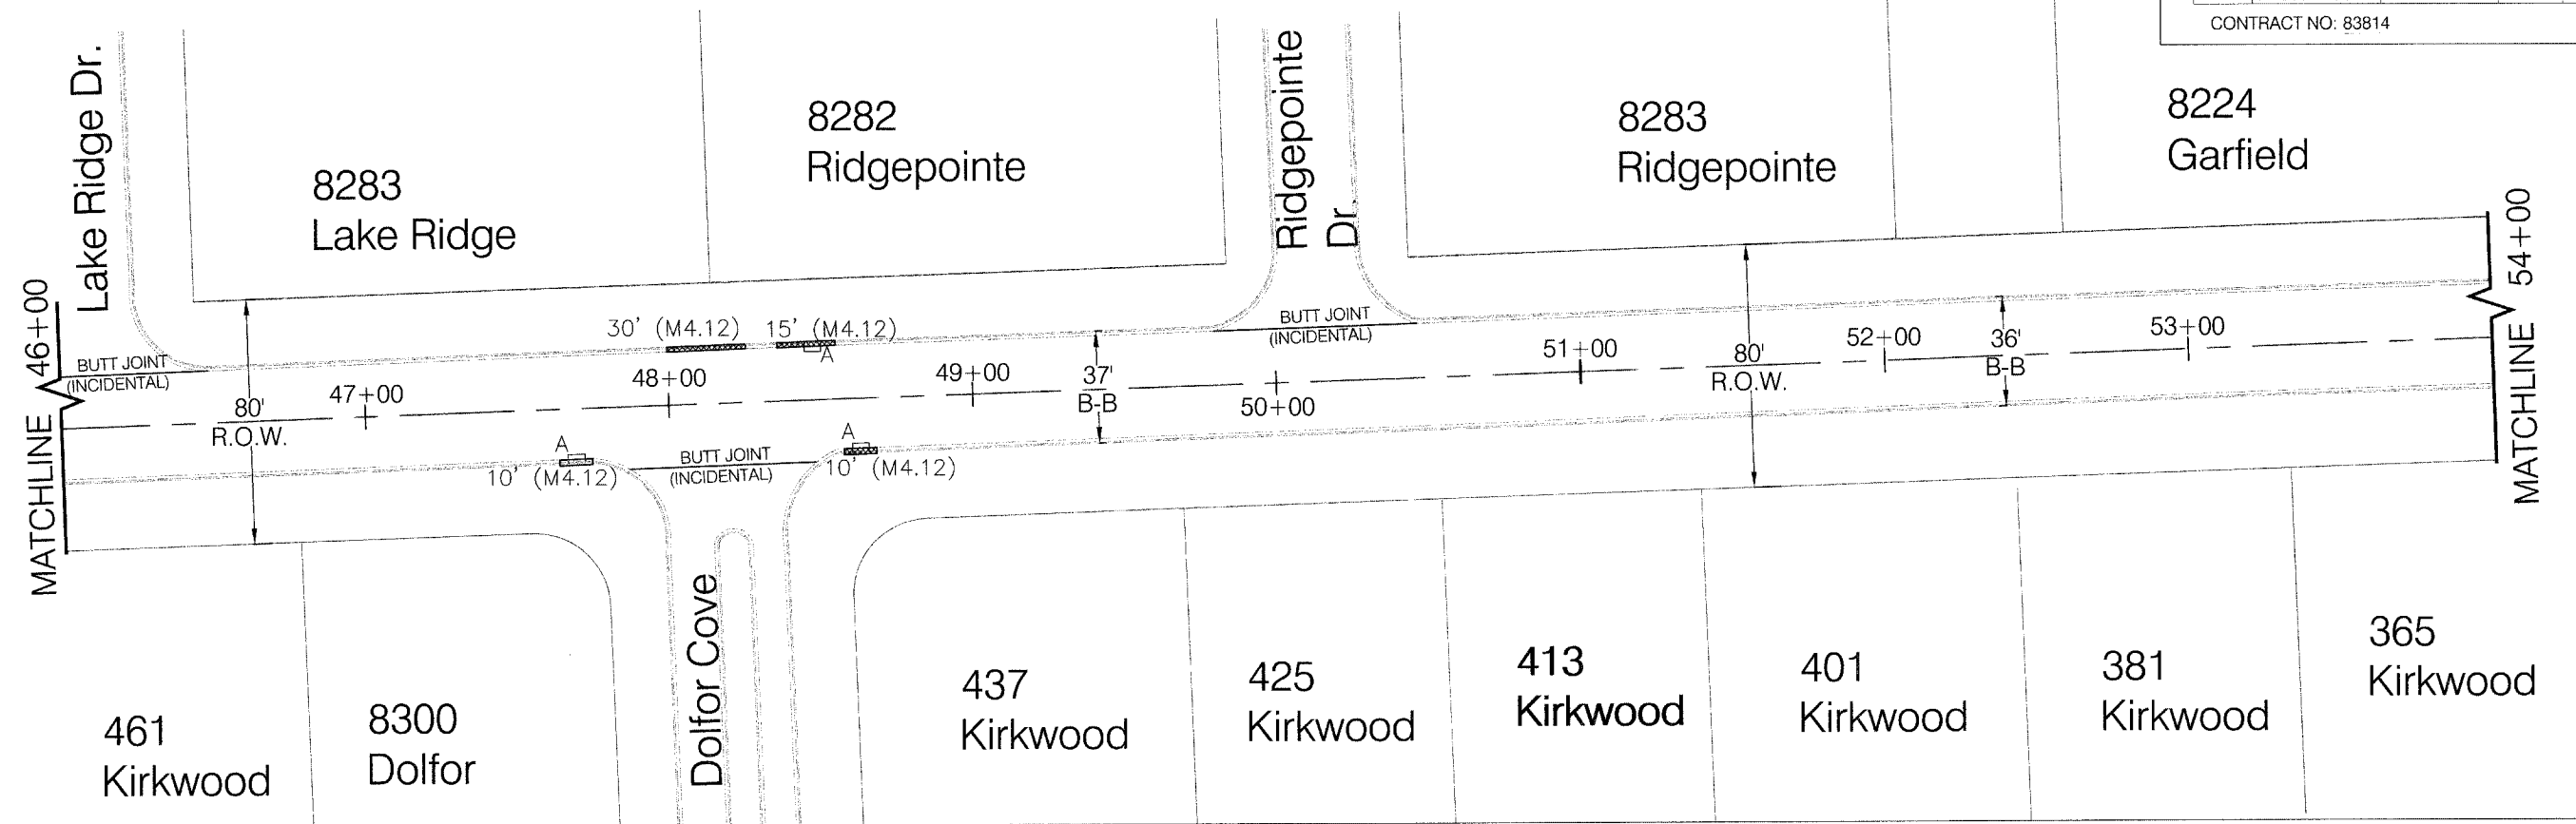 CONTRACT NO: 83814
Lake Ridge Dr.
8283
Lake Ridge
8282
Ridgepointe
Ridgepointe
Dr.
8283
Ridgepointe
8224
Garfield
MATCHLINE 46+00
MATCHLINE 54+00
BUTT JOINT
(INCIDENTAL)
30' (M4.12)
15' (M4.12)
A
BUTT JOINT
(INCIDENTAL)
80'
R.O.W.
47+00
48+00
49+00
37'
B-B
50+00
51+00
80'
R.O.W.
52+00
36'
B-B
53+00
A
10' (M4.12)
BUTT JOINT
(INCIDENTAL)
A
10' (M4.12)
Dolfor Cove
461
Kirkwood
8300
Dolfor
437
Kirkwood
425
Kirkwood
413
Kirkwood
401
Kirkwood
381
Kirkwood
365
Kirkwood